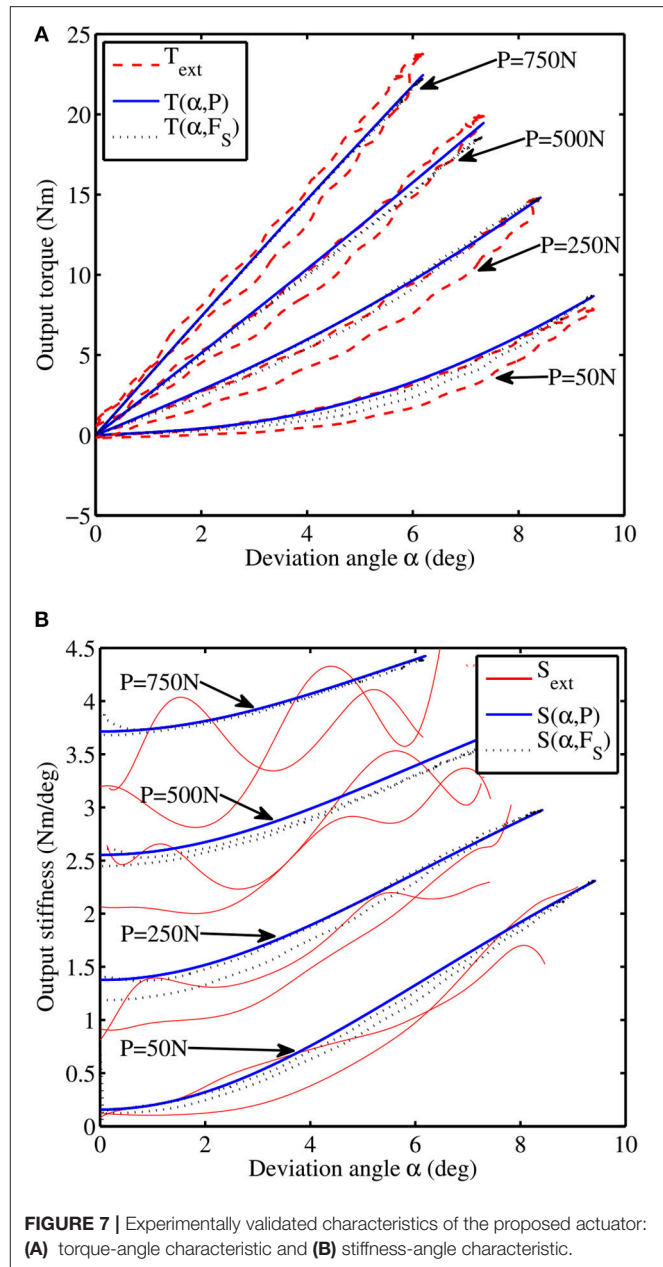 A
T_ext
T(α,P)
T(α,F_S)
P=750N
P=500N
P=250N
P=50N
25
20
15
10
5
0
−5
Output torque (Nm)
0 2 4 6 8 10
Deviation angle α (deg)
B
S_ext
S(α,P)
S(α,F_S)
P=750N
P=500N
P=250N
P=50N
4.5
4
3.5
3
2.5
2
1.5
1
0.5
0
Output stiffness (Nm/deg)
0 2 4 6 8 10
Deviation angle α (deg)
FIGURE 7 | Experimentally validated characteristics of the proposed actuator:
(A) torque-angle characteristic and (B) stiffness-angle characteristic.